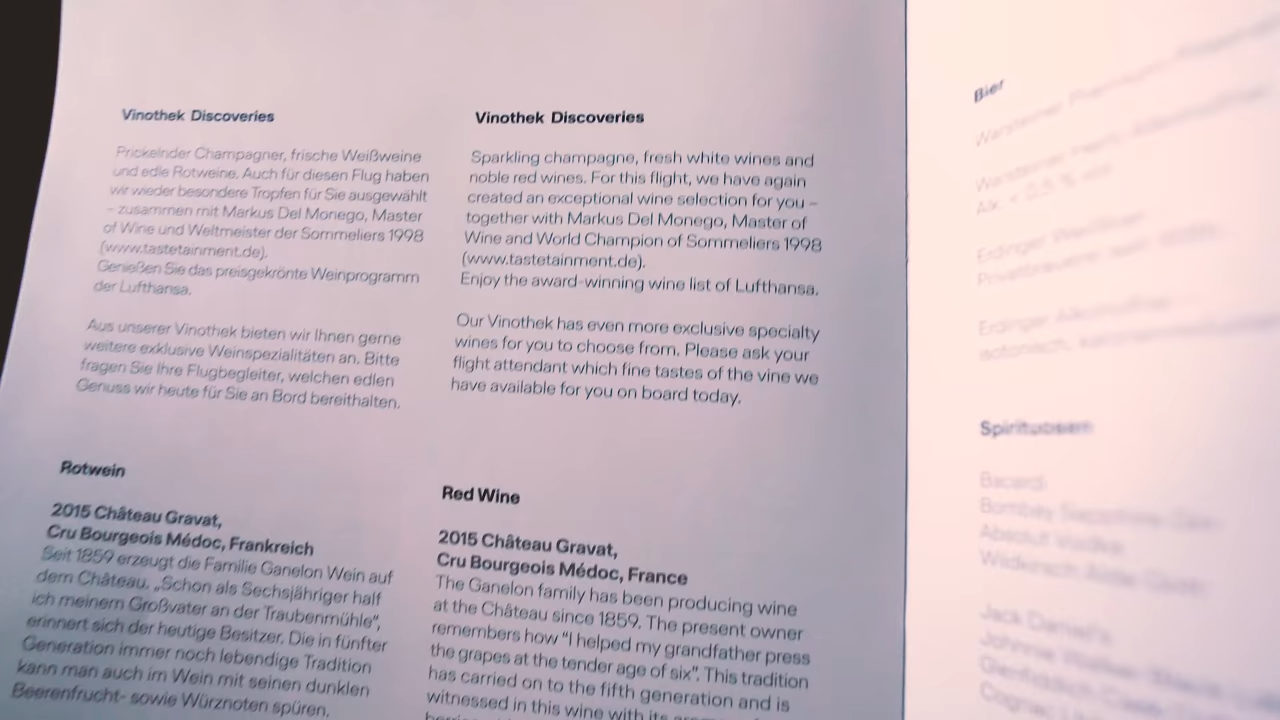 Vinothek Discoveries
Prickelnder Champagner, frische Weißweine
und edle Rotweine. Auch für diesen Flug haben
wir wieder besondere Tropfen für Sie ausgewählt
– zusammen mit Markus Del Monego, Master
of Wine und Weltmeister der Sommeliers 1998
(www.tastetainment.de).
Genießen Sie das preisgekrönte Weinprogramm
der Lufthansa.
Aus unserer Vinothek bieten wir Ihnen gerne
weitere exklusive Weinspezialitäten an. Bitte
fragen Sie Ihre Flugbegleiter, welchen edlen
Genuss wir heute für Sie an Bord bereithalten.
Rotwein
2015 Château Gravat,
Cru Bourgeois Médoc, Frankreich
Seit 1859 erzeugt die Familie Ganelon Wein auf
dem Château. „Schon als Sechsjähriger half
ich meinem Großvater an der Traubenmühle",
erinnert sich der heutige Besitzer. Die in fünfter
Generation immer noch lebendige Tradition
kann man auch im Wein mit seinen dunklen
Beerenfrucht- sowie Würznoten spüren.
Vinothek Discoveries
Sparkling champagne, fresh white wines and
noble red wines. For this flight, we have again
created an exceptional wine selection for you –
together with Markus Del Monego, Master of
Wine and World Champion of Sommeliers 1998
(www.tastetainment.de).
Enjoy the award-winning wine list of Lufthansa.
Our Vinothek has even more exclusive specialty
wines for you to choose from. Please ask your
flight attendant which fine tastes of the vine we
have available for you on board today.
Red Wine
2015 Château Gravat,
Cru Bourgeois Médoc, France
The Ganelon family has been producing wine
at the Château since 1859. The present owner
remembers how "I helped my grandfather press
the grapes at the tender age of six". This tradition
has carried on to the fifth generation and is
witnessed in this wine with its
Bier
Spirituosen
Bacardi
Absolut Vodka
Jack Daniel's